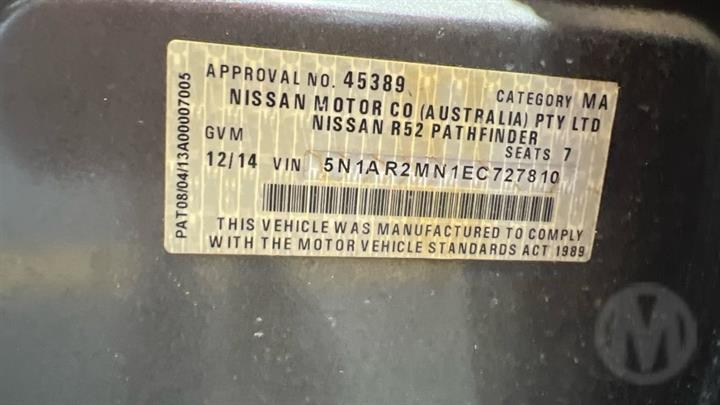 APPROVAL NO. 45389 CATEGORY MA
NISSAN MOTOR CO (AUSTRALIA) PTY LTD
NISSAN R52 PATHFINDER
GVM SEATS 7
12/14 VIN 5N1AR2MN1EC727810
THIS VEHICLE WAS MANUFACTURED TO COMPLY
WITH THE MOTOR VEHICLE STANDARDS ACT 1989
PAT08/04/13A00007005
M